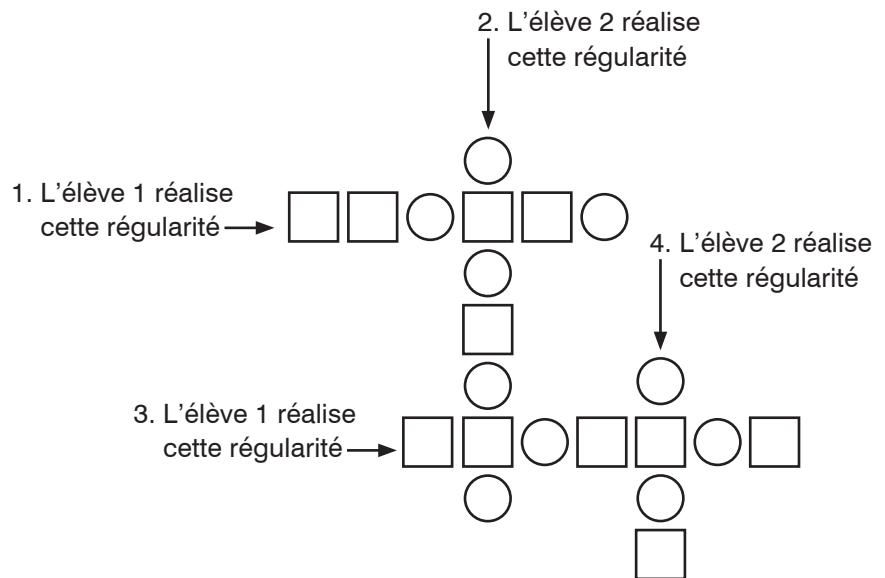 2. L'élève 2 réalise
cette régularité
1. L'élève 1 réalise
cette régularité
4. L'élève 2 réalise
cette régularité
3. L'élève 1 réalise
cette régularité